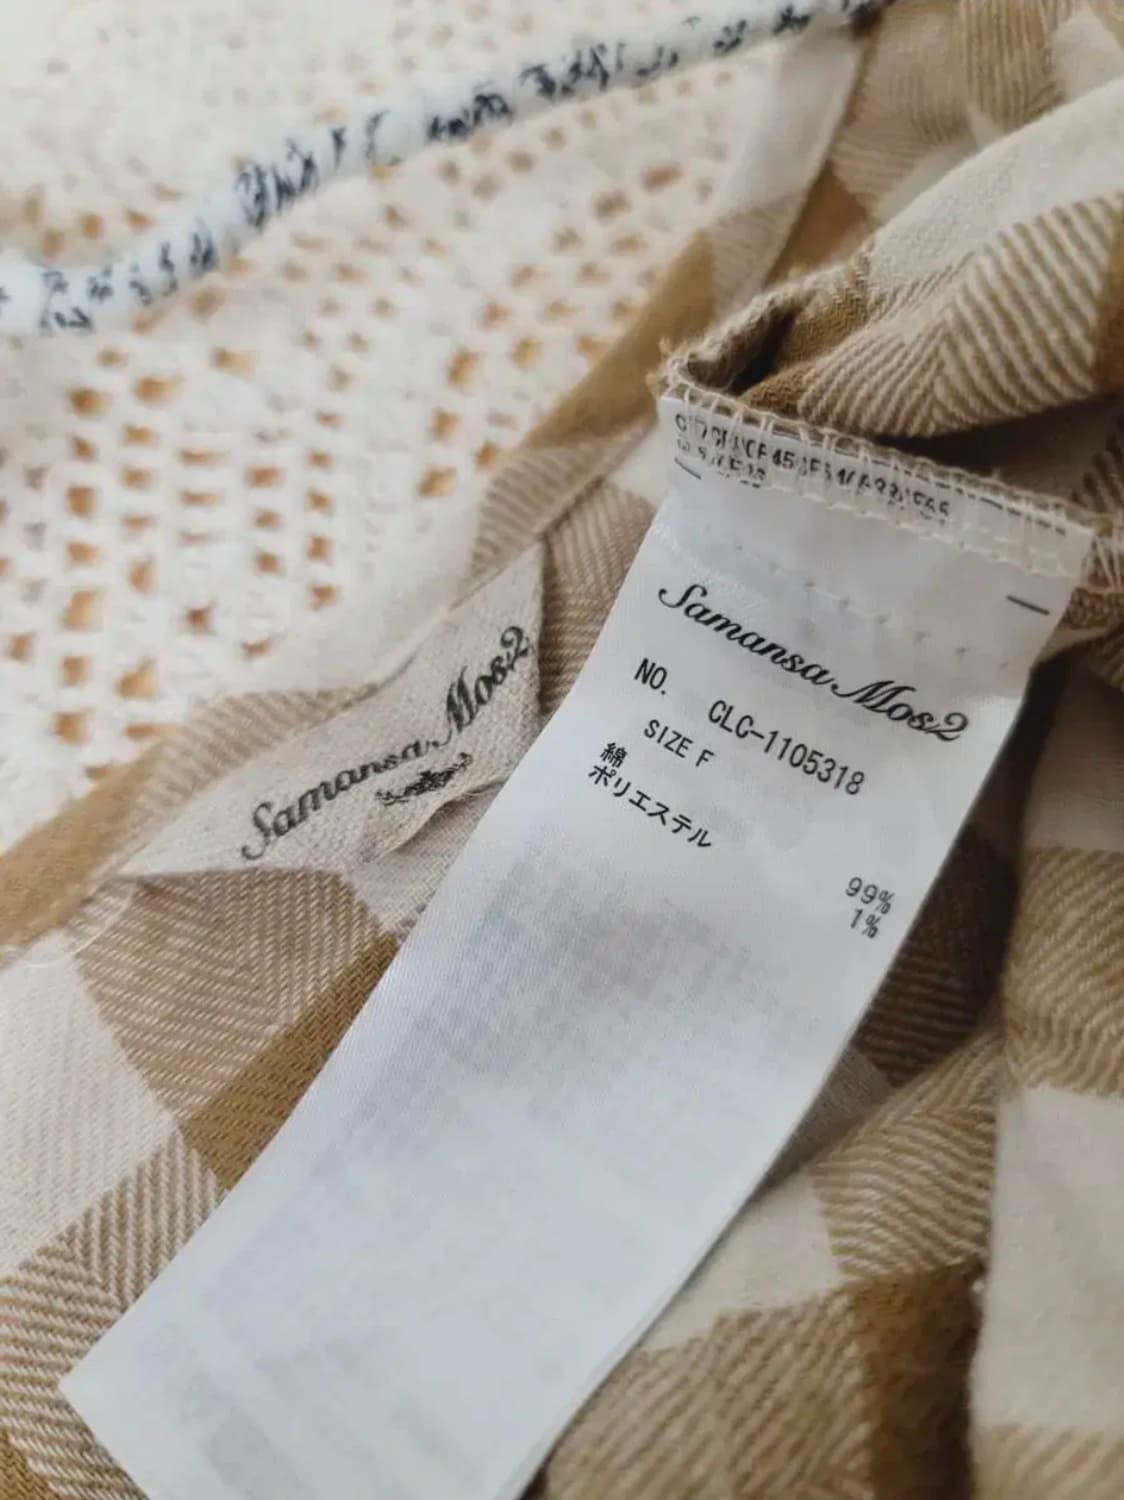 Samansa Mos2
Samansa Mos2
NO. CLC-1105318
SIZE F
綿 99%
ポリエステル 1%